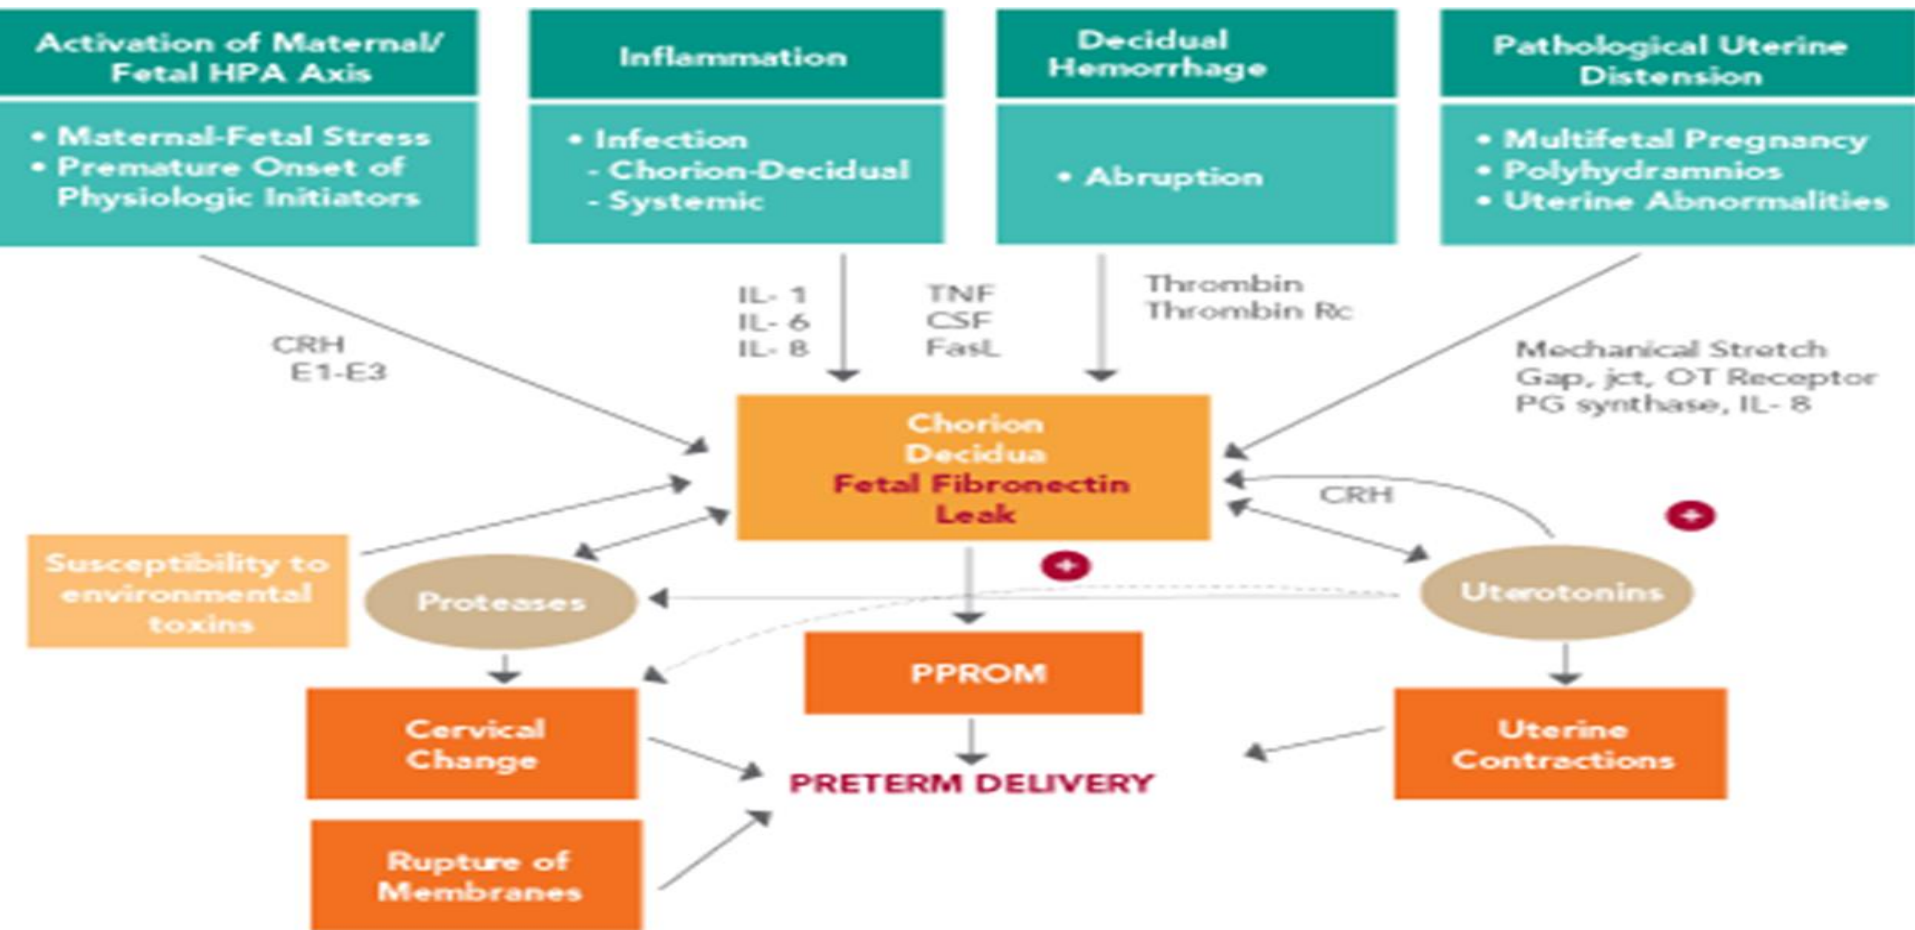 Activation of Maternal/
Fetal HPA Axis
• Maternal-Fetal Stress
• Premature Onset of
Physiologic Initiators
Inflammation
• Infection
- Chorion-Decidual
- Systemic
Decidual
Hemorrhage
• Abruption
Pathological Uterine
Distension
• Multifetal Pregnancy
• Polyhydramnios
• Uterine Abnormalities
CRH
E1-E3
IL- 1
IL- 6
IL- 8
TNF
CSF
FasL
Thrombin
Thrombin Rc
Mechanical Stretch
Gap, jct, OT Receptor
PG synthase, IL- 8
Chorion
Decidua
Fetal Fibronectin
Leak
CRH
+
Susceptibility to
environmental
toxins
Proteases
+
Uterotonins
PPROM
Cervical
Change
Uterine
Contractions
PRETERM DELIVERY
Rupture of
Membranes